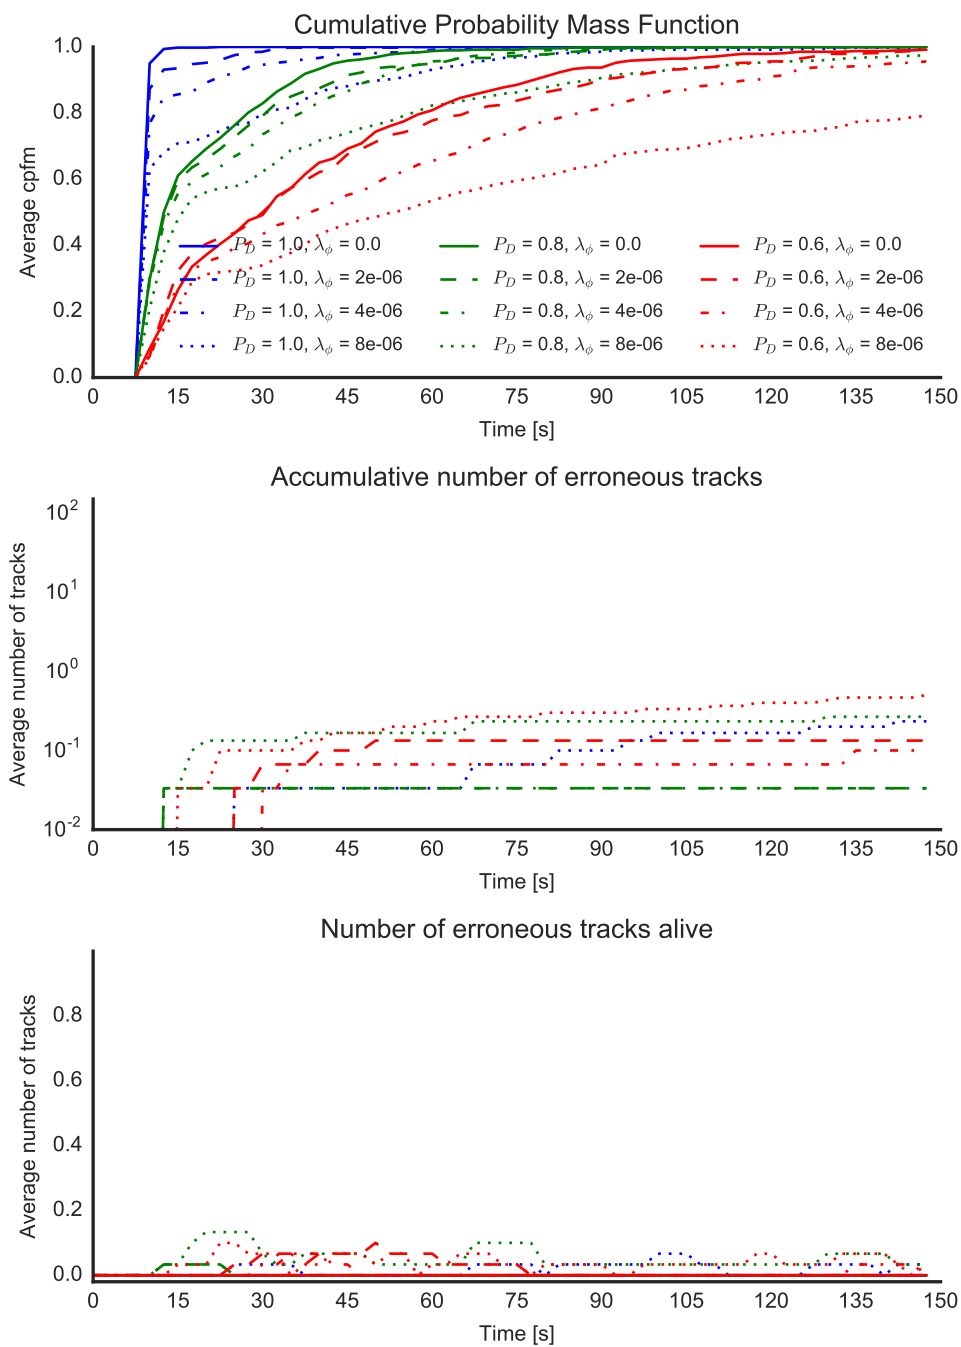 Cumulative Probability Mass Function
1.0
0.8
0.6
0.4
0.2
0.0
Average cpfm
P_D = 1.0, λ_ϕ = 0.0
P_D = 1.0, λ_ϕ = 2e-06
P_D = 1.0, λ_ϕ = 4e-06
P_D = 1.0, λ_ϕ = 8e-06
P_D = 0.8, λ_ϕ = 0.0
P_D = 0.8, λ_ϕ = 2e-06
P_D = 0.8, λ_ϕ = 4e-06
P_D = 0.8, λ_ϕ = 8e-06
P_D = 0.6, λ_ϕ = 0.0
P_D = 0.6, λ_ϕ = 2e-06
P_D = 0.6, λ_ϕ = 4e-06
P_D = 0.6, λ_ϕ = 8e-06
0 15 30 45 60 75 90 105 120 135 150
Time [s]
Accumulative number of erroneous tracks
10^2
10^1
10^0
10^-1
10^-2
Average number of tracks
0 15 30 45 60 75 90 105 120 135 150
Time [s]
Number of erroneous tracks alive
0.8
0.6
0.4
0.2
0.0
Average number of tracks
0 15 30 45 60 75 90 105 120 135 150
Time [s]